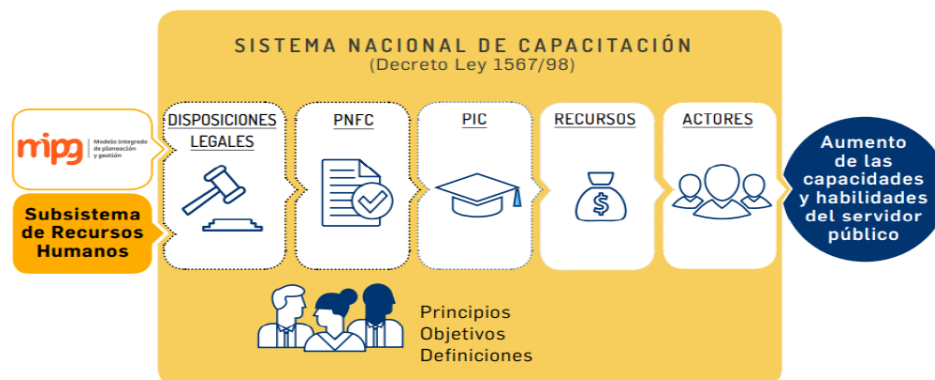 SISTEMA NACIONAL DE CAPACITACIÓN
(Decreto Ley 1567/98)
mipg
Modelo integrado
de planeación
y gestión
Subsistema
de Recursos
Humanos
DISPOSICIONES
LEGALES
PNFC
PIC
RECURSOS
$
ACTORES
Aumento
de las
capacidades
y habilidades
del servidor
público
Principios
Objetivos
Definiciones